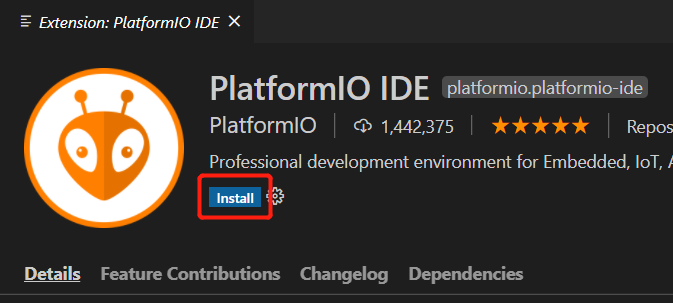 Extension: PlatformIO IDE
PlatformIO IDE platformio.platformio-ide
PlatformIO 1,442,375 Repos
Professional development environment for Embedded, IoT, A
Install
Details Feature Contributions Changelog Dependencies